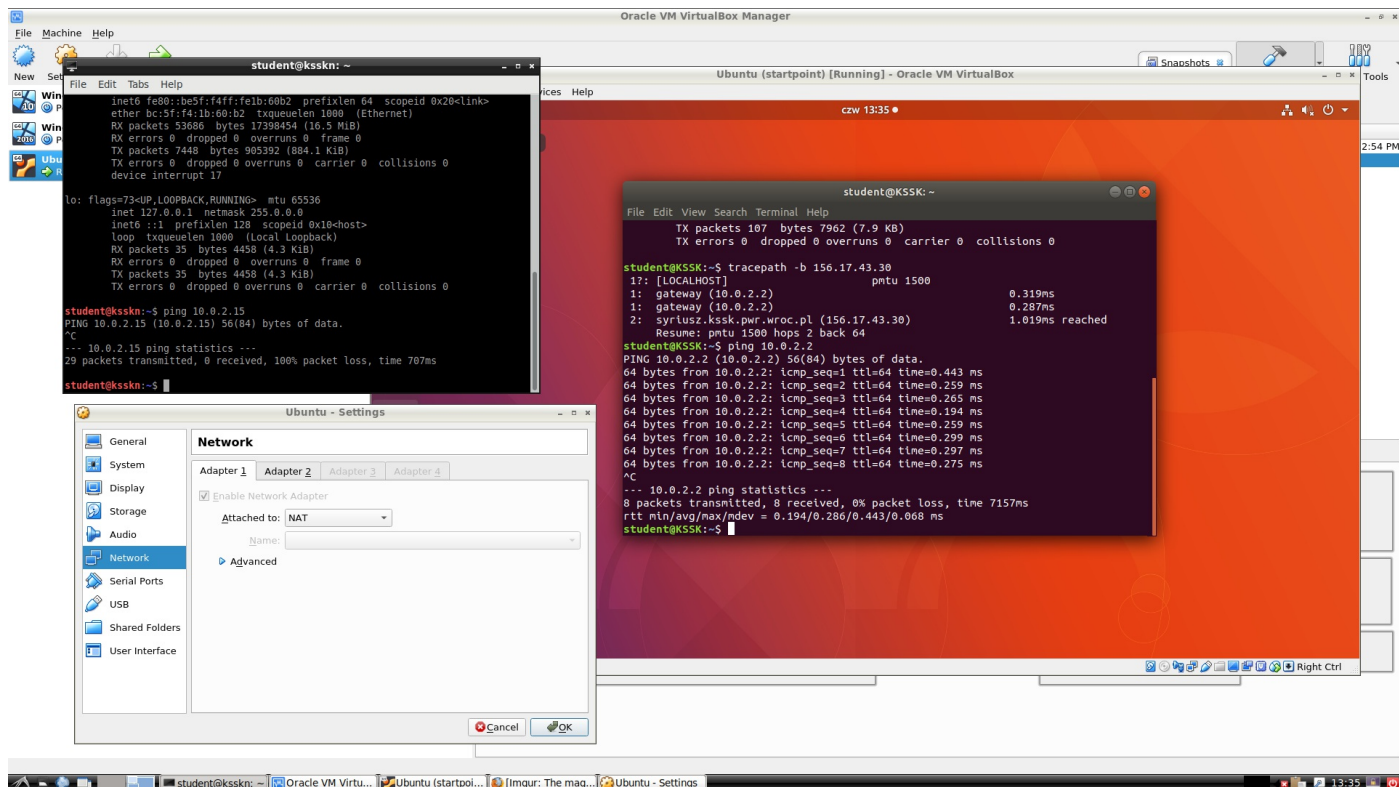 Oracle VM VirtualBox Manager
File Machine Help
New Set
Snapshots
Tools
Win
10
Win
2016
Ubu
2:54 PM
student@ksskn: ~
File Edit Tabs Help
inet6 fe80::be5f:f4ff:fe1b:60b2 prefixlen 64 scopeid 0x20<link>
ether bc:5f:f4:1b:60:b2 txqueuelen 1000 (Ethernet)
RX packets 53686 bytes 17398454 (16.5 MiB)
RX errors 0 dropped 0 overruns 0 frame 0
TX packets 7448 bytes 905392 (884.1 KiB)
TX errors 0 dropped 0 overruns 0 carrier 0 collisions 0
device interrupt 17
lo: flags=73<UP,LOOPBACK,RUNNING> mtu 65536
inet 127.0.0.1 netmask 255.0.0.0
inet6 ::1 prefixlen 128 scopeid 0x10<host>
loop txqueuelen 1000 (Local Loopback)
RX packets 35 bytes 4458 (4.3 KiB)
RX errors 0 dropped 0 overruns 0 frame 0
TX packets 35 bytes 4458 (4.3 KiB)
TX errors 0 dropped 0 overruns 0 carrier 0 collisions 0
student@ksskn:~$ ping 10.0.2.15
PING 10.0.2.15 (10.0.2.15) 56(84) bytes of data.
^C
--- 10.0.2.15 ping statistics ---
29 packets transmitted, 0 received, 100% packet loss, time 707ms
student@ksskn:~$
Ubuntu (startpoint) [Running] - Oracle VM VirtualBox
ices Help
czw 13:35
student@KSSK: ~
File Edit View Search Terminal Help
TX packets 107 bytes 7962 (7.9 KB)
TX errors 0 dropped 0 overruns 0 carrier 0 collisions 0
student@KSSK:~$ tracepath -b 156.17.43.30
1?: [LOCALHOST] pmtu 1500
1: gateway (10.0.2.2) 0.319ms
1: gateway (10.0.2.2) 0.287ms
2: syriusz.kssk.pwr.wroc.pl (156.17.43.30) 1.019ms reached
Resume: pmtu 1500 hops 2 back 64
student@KSSK:~$ ping 10.0.2.2
PING 10.0.2.2 (10.0.2.2) 56(84) bytes of data.
64 bytes from 10.0.2.2: icmp_seq=1 ttl=64 time=0.443 ms
64 bytes from 10.0.2.2: icmp_seq=2 ttl=64 time=0.259 ms
64 bytes from 10.0.2.2: icmp_seq=3 ttl=64 time=0.265 ms
64 bytes from 10.0.2.2: icmp_seq=4 ttl=64 time=0.194 ms
64 bytes from 10.0.2.2: icmp_seq=5 ttl=64 time=0.259 ms
64 bytes from 10.0.2.2: icmp_seq=6 ttl=64 time=0.299 ms
64 bytes from 10.0.2.2: icmp_seq=7 ttl=64 time=0.297 ms
64 bytes from 10.0.2.2: icmp_seq=8 ttl=64 time=0.275 ms
^C
--- 10.0.2.2 ping statistics ---
8 packets transmitted, 8 received, 0% packet loss, time 7157ms
rtt min/avg/max/mdev = 0.194/0.286/0.443/0.068 ms
student@KSSK:~$
Right Ctrl
Ubuntu - Settings
General
System
Display
Storage
Audio
Network
Serial Ports
USB
Shared Folders
User Interface
Network
Adapter 1 Adapter 2 Adapter 3 Adapter 4
Enable Network Adapter
Attached to: NAT
Name:
Advanced
Cancel OK
student@ksskn: ~ Oracle VM Virtu... Ubuntu (startpoi... [Imgur: The mag... Ubuntu - Settings 13:35